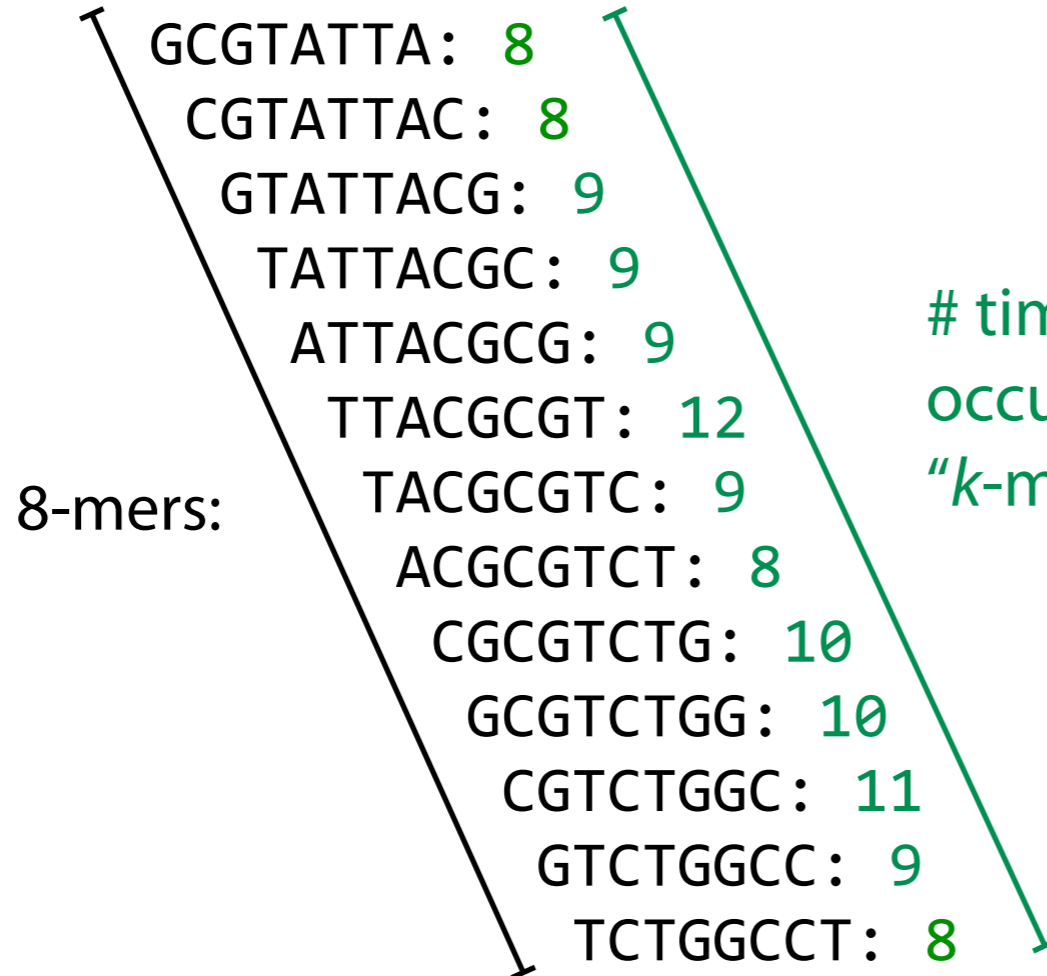 GCGTATTA: 8
CGTATTAC: 8
GTATTACG: 9
TATTACGC: 9
ATTACGCG: 9
TTACGCGT: 12
TACGCGTC: 9
ACGCGTCT: 8
CGCGTCTG: 10
GCGTCTGG: 10
CGTCTGGC: 11
GTCTGGCC: 9
TCTGGCCT: 8
8-mers:
#